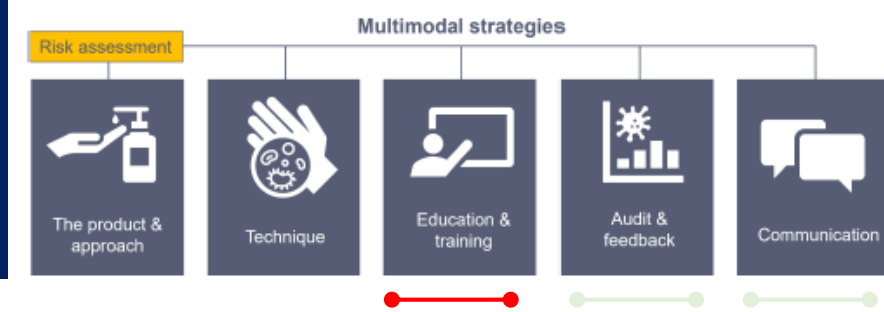 Multimodal strategies
Risk assessment
The product &
approach
Technique
Education &
training
Audit &
feedback
Communication